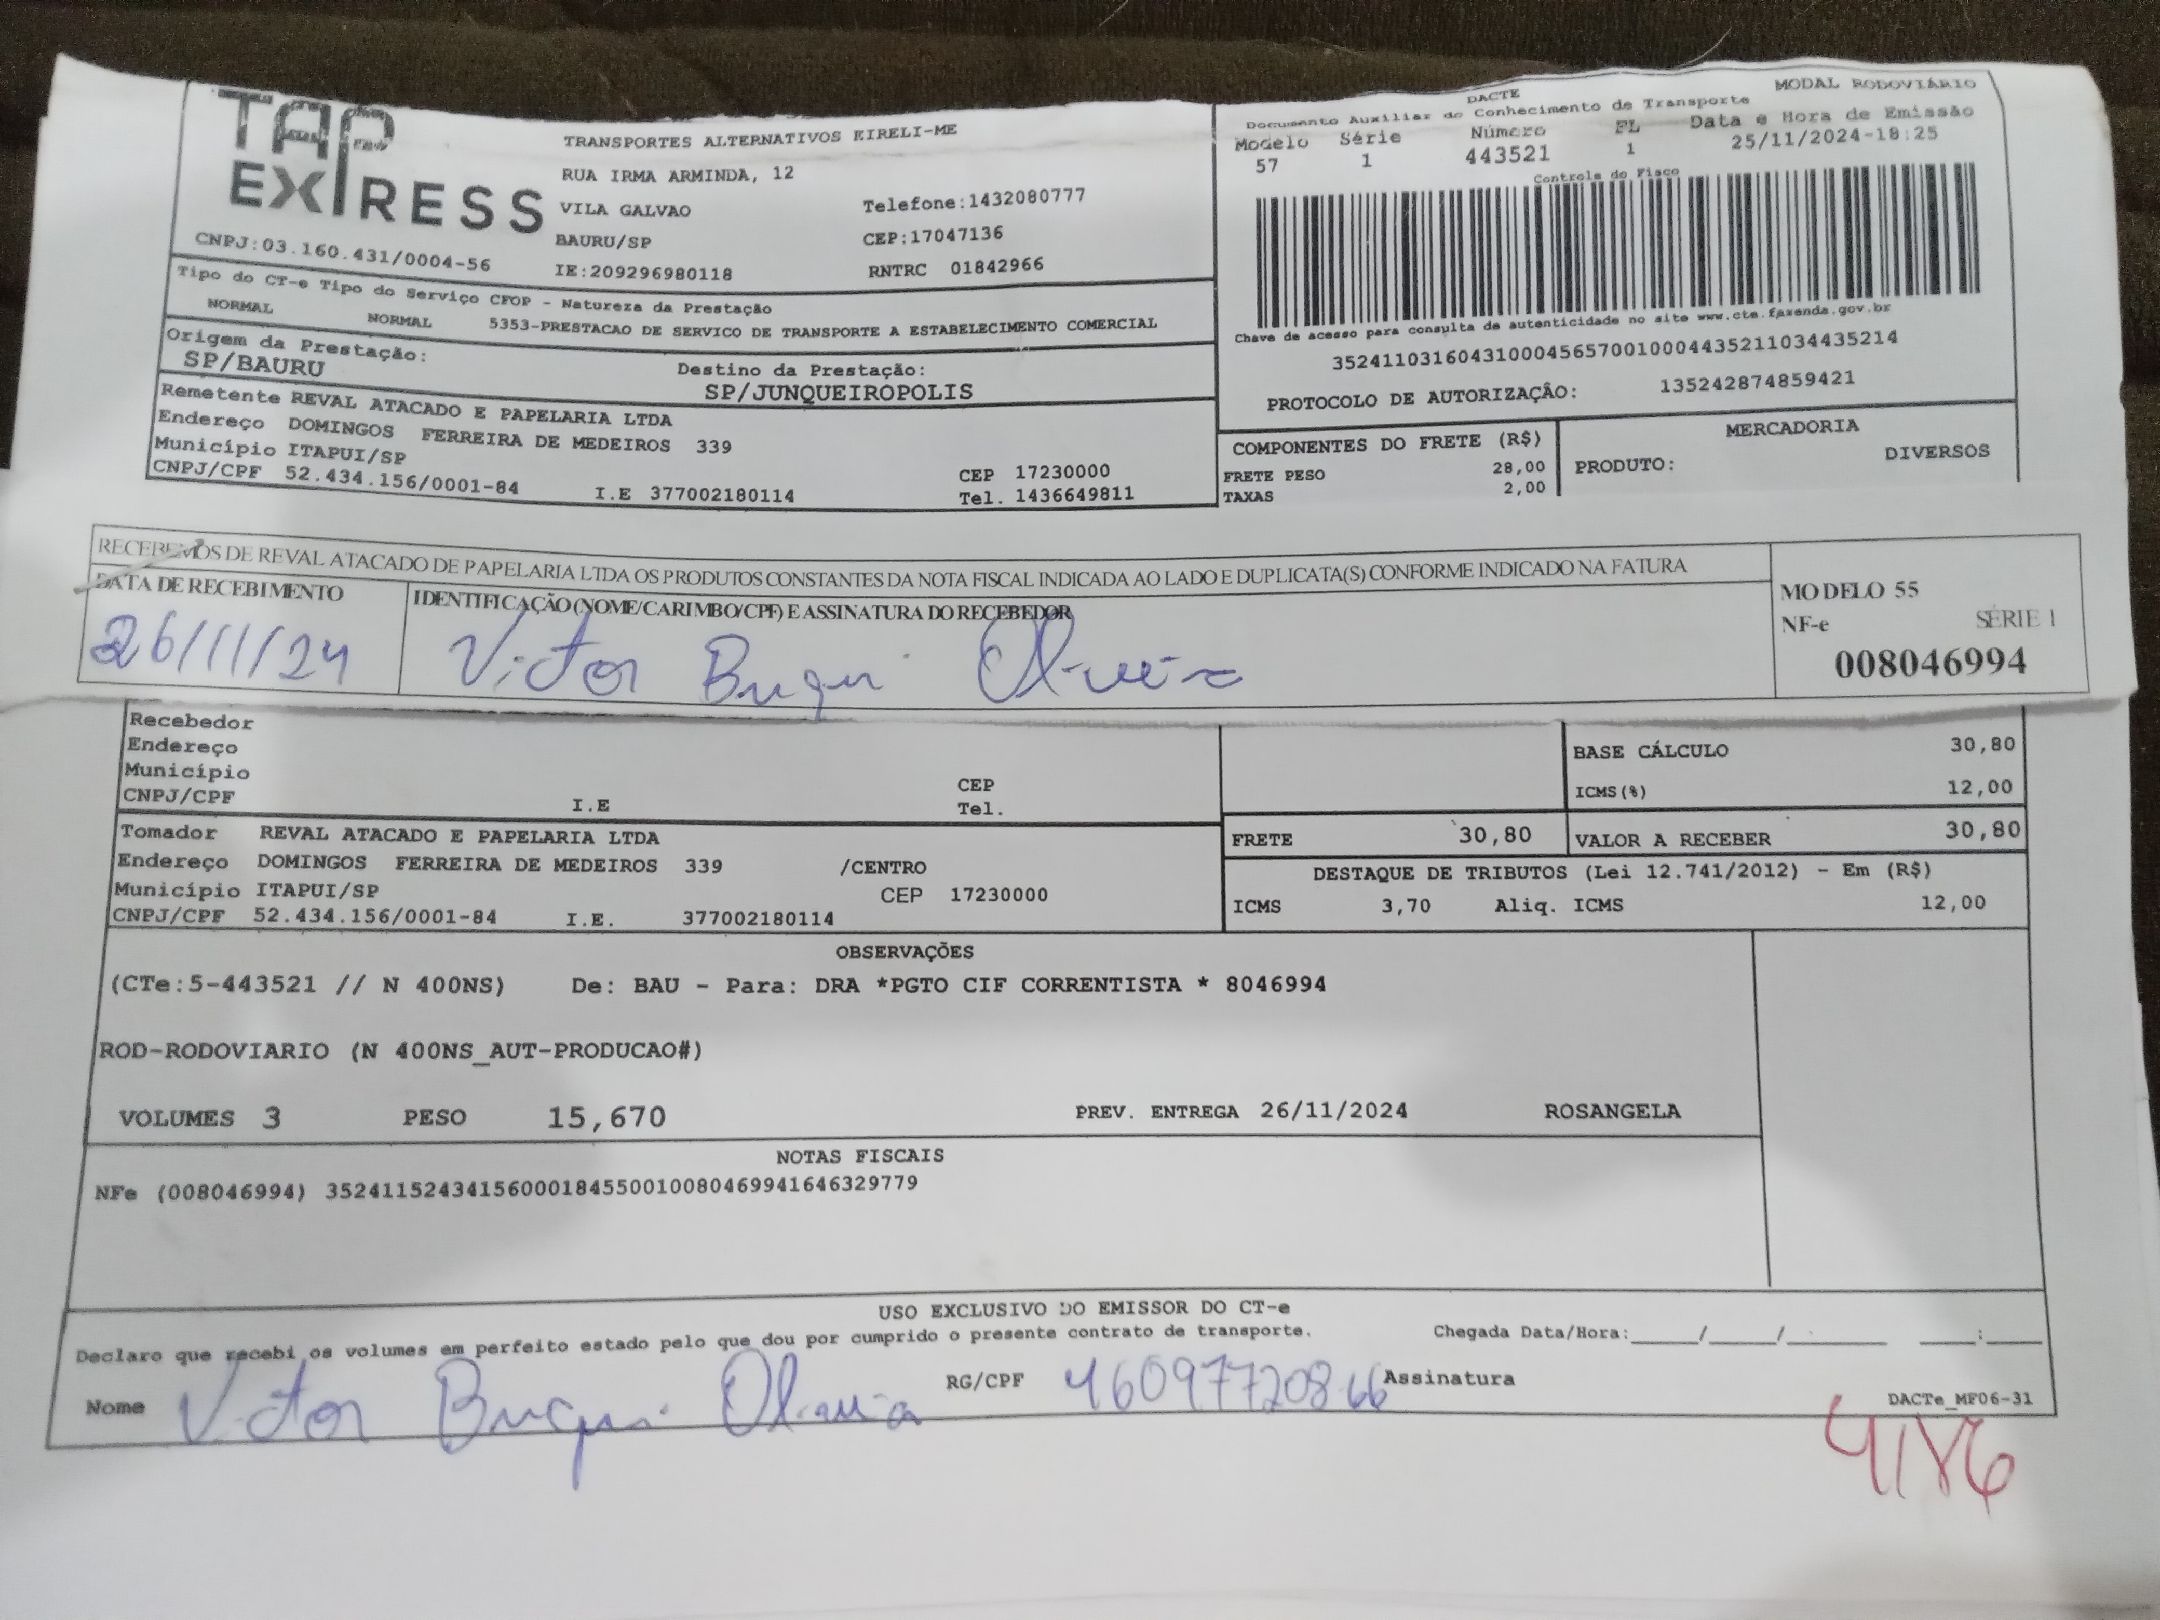 TAP
EXPRESS
CNPJ:03.160.431/0004-56
TRANSPORTES ALTERNATIVOS EIRELI-ME
RUA IRMA ARMINDA, 12
VILA GALVAO Telefone:1432080777
BAURU/SP CEP:17047136
IE:209296980118 RNTRC 01842966
DACTE MODAL RODOVIÁRIO
Documento Auxiliar do Conhecimento de Transporte
Modelo Série Número FL Data e Hora de Emissão
57 1 443521 1 25/11/2024-18:25
Controle do Fisco
Chave de acesso para consulta de autenticidade no site www.cte.fazenda.gov.br
35241103160431000456570010004435211034435214
PROTOCOLO DE AUTORIZAÇÃO: 135242874859421
Tipo do CT-e Tipo do Serviço CFOP - Natureza da Prestação
NORMAL NORMAL 5353-PRESTACAO DE SERVICO DE TRANSPORTE A ESTABELECIMENTO COMERCIAL
Origem da Prestação: Destino da Prestação:
SP/BAURU SP/JUNQUEIROPOLIS
Remetente REVAL ATACADO E PAPELARIA LTDA
Endereço DOMINGOS FERREIRA DE MEDEIROS 339
Município ITAPUI/SP CEP 17230000
CNPJ/CPF 52.434.156/0001-84 I.E 377002180114 Tel. 1436649811
COMPONENTES DO FRETE (R$) MERCADORIA
FRETE PESO 28,00 PRODUTO: DIVERSOS
TAXAS 2,00
RECEBEMOS DE REVAL ATACADO DE PAPELARIA LTDA OS PRODUTOS CONSTANTES DA NOTA FISCAL INDICADA AO LADO E DUPLICATA(S) CONFORME INDICADO NA FATURA
DATA DE RECEBIMENTO IDENTIFICAÇÃO (NOME/CARIMBO/CPF) E ASSINATURA DO RECEBEDOR
26/11/24 Victor
MODELO 55
NF-e SÉRIE 1
008046994
Recebedor
Endereço
Município CEP
CNPJ/CPF I.E Tel.
BASE CÁLCULO 30,80
ICMS(%) 12,00
Tomador REVAL ATACADO E PAPELARIA LTDA
Endereço DOMINGOS FERREIRA DE MEDEIROS 339 /CENTRO
Município ITAPUI/SP CEP 17230000
CNPJ/CPF 52.434.156/0001-84 I.E. 377002180114
FRETE 30,80 VALOR A RECEBER 30,80
DESTAQUE DE TRIBUTOS (Lei 12.741/2012) - Em (R$)
ICMS 3,70 Aliq. ICMS 12,00
OBSERVAÇÕES
(CTe:5-443521 // N 400NS) De: BAU - Para: DRA *PGTO CIF CORRENTISTA * 8046994
ROD-RODOVIARIO (N 400NS_AUT-PRODUCAO#)
VOLUMES 3 PESO 15,670 PREV. ENTREGA 26/11/2024 ROSANGELA
NOTAS FISCAIS
NFe (008046994) 35241152434156000184550010080469941646329779
USO EXCLUSIVO DO EMISSOR DO CT-e
Declaro que recebi os volumes em perfeito estado pelo que dou por cumprido o presente contrato de transporte. Chegada Data/Hora:_____/_____/_____ ___:____
Nome Victor Oliveira RG/CPF 46097720866 Assinatura
DACTe_MF06-31
4186